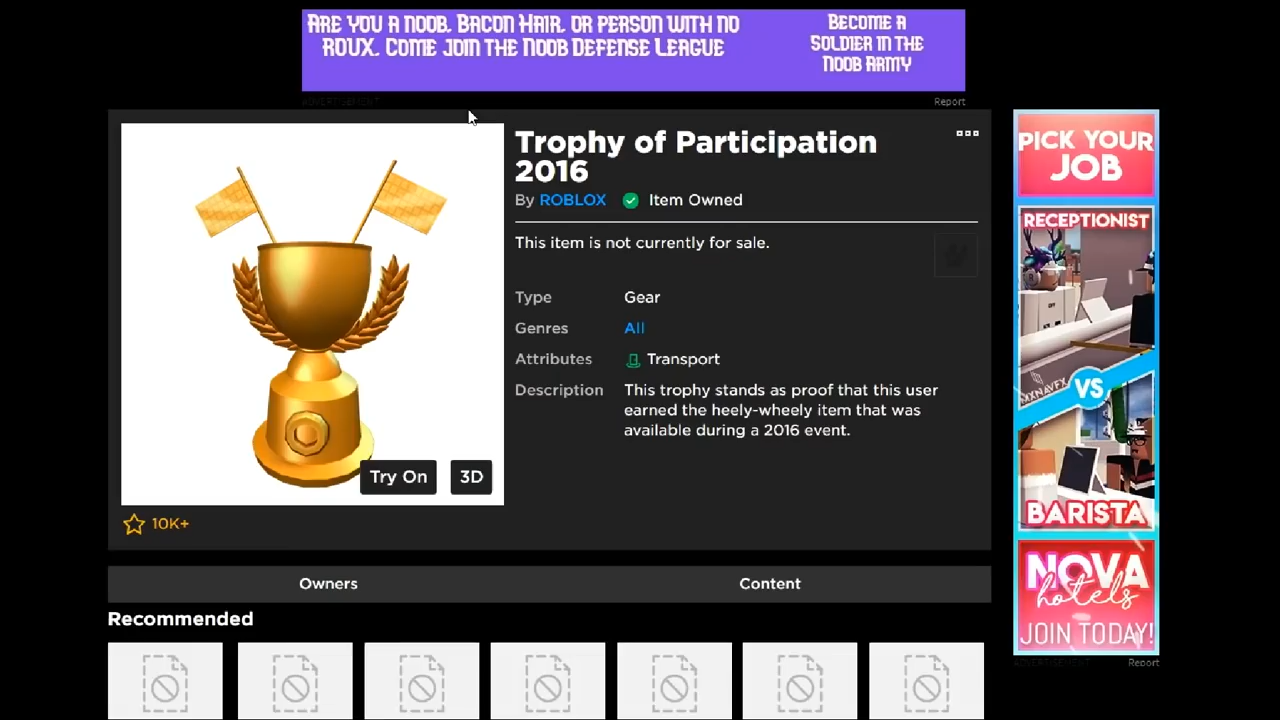 ARE YOU A NOOB, BACON HAIR, OR PERSON WITH NO
ROUX. COME JOIN THE NOOB DEFENSE LEAGUE
BECOME A
SOLDIER IN THE
NOOB ARMY
ADVERTISEMENT
Report
Trophy of Participation
2016
By ROBLOX Item Owned
This item is not currently for sale.
Type Gear
Genres All
Attributes Transport
Description This trophy stands as proof that this user
earned the heely-wheely item that was
available during a 2016 event.
Try On 3D
10K+
Owners Content
Recommended
PICK YOUR
JOB
RECEPTIONIST
VS
BARISTA
NOVA
hotels
JOIN TODAY!
ADVERTISEMENT Report